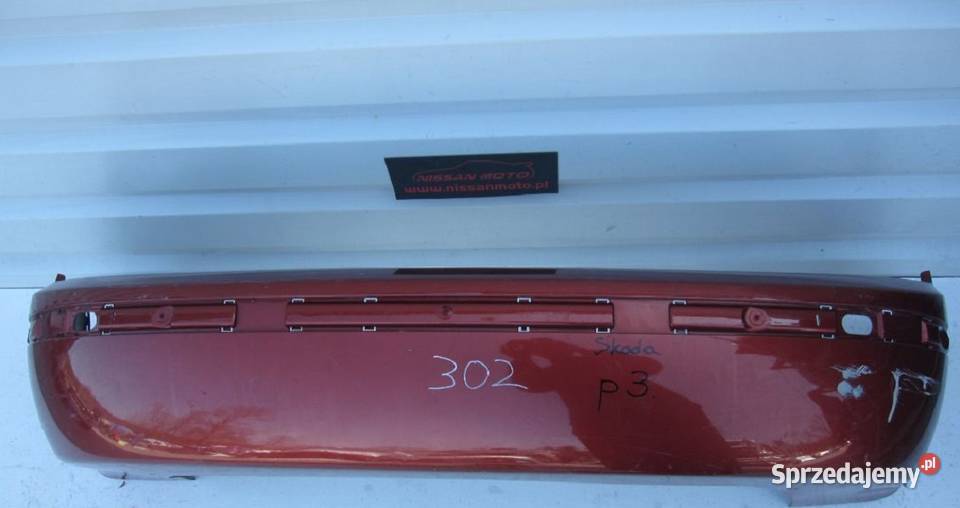 NISSAN MOTO
www.nissanmoto.pl
Skoda
302
p3.
Sprzedajemy.pl